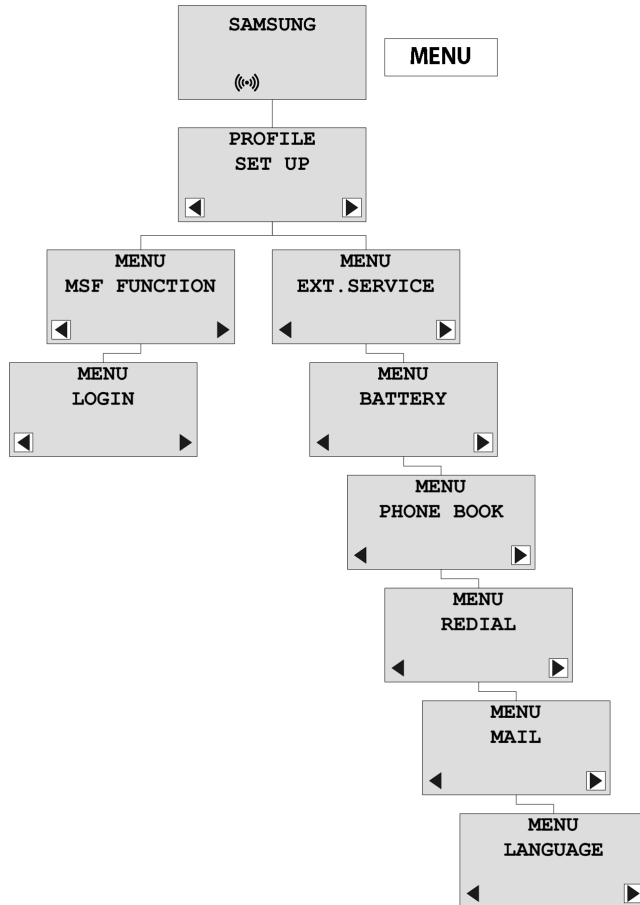 SAMSUNG
MENU
PROFILE
SET UP
MENU
MSF FUNCTION
MENU
EXT.SERVICE
MENU
LOGIN
MENU
BATTERY
MENU
PHONE BOOK
MENU
REDIAL
MENU
MAIL
MENU
LANGUAGE